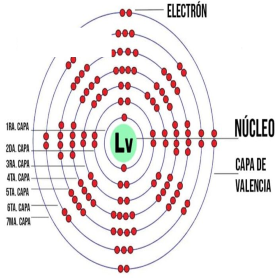 ELECTRÓN
1RA. CAPA
2DA. CAPA
3RA. CAPA
4TA. CAPA
5TA. CAPA
6TA. CAPA
7MA. CAPA
Lv
NÚCLEO
CAPA DE
VALENCIA